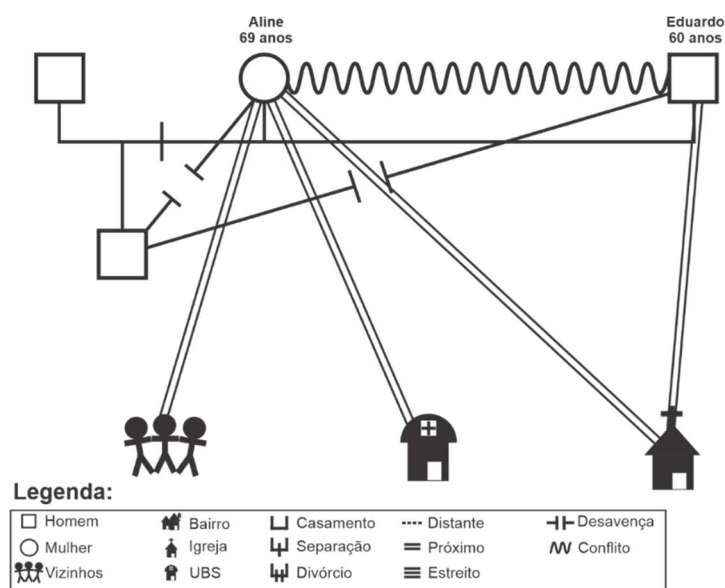 Aline
69 anos
Eduardo
60 anos
Legenda:
Homem
Bairro
Casamento
Distante
Desavença
Mulher
Igreja
Separação
Próximo
Conflito
Vizinhos
UBS
Divórcio
Estreito